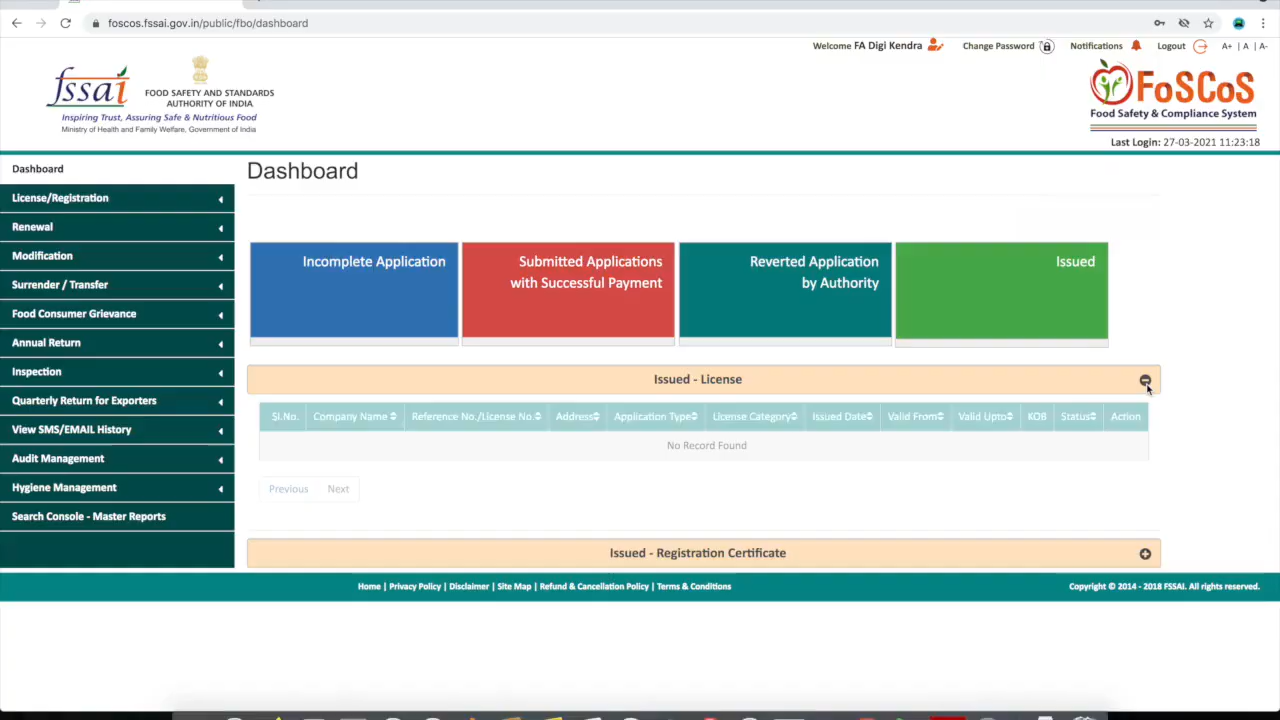 foscos.fssai.gov.in/public/fbo/dashboard
Welcome FA Digi Kendra
Change Password
Notifications
Logout
A+ | A | A-
fssai
FOOD SAFETY AND STANDARDS
AUTHORITY OF INDIA
Inspiring Trust, Assuring Safe & Nutritious Food
Ministry of Health and Family Welfare, Government of India
FoSCoS
Food Safety & Compliance System
Last Login: 27-03-2021 11:23:18
Dashboard
License/Registration
Renewal
Modification
Surrender / Transfer
Food Consumer Grievance
Annual Return
Inspection
Quarterly Return for Exporters
View SMS/EMAIL History
Audit Management
Hygiene Management
Search Console - Master Reports
Dashboard
Incomplete Application
Submitted Applications
with Successful Payment
Reverted Application
by Authority
Issued
Issued - License
Sl.No. Company Name Reference No./License No. Address Application Type License Category Issued Date Valid From Valid Upto KOB Status Action
No Record Found
Previous Next
Issued - Registration Certificate
Home | Privacy Policy | Disclaimer | Site Map | Refund & Cancellation Policy | Terms & Conditions
Copyright © 2014 - 2018 FSSAI. All rights reserved.